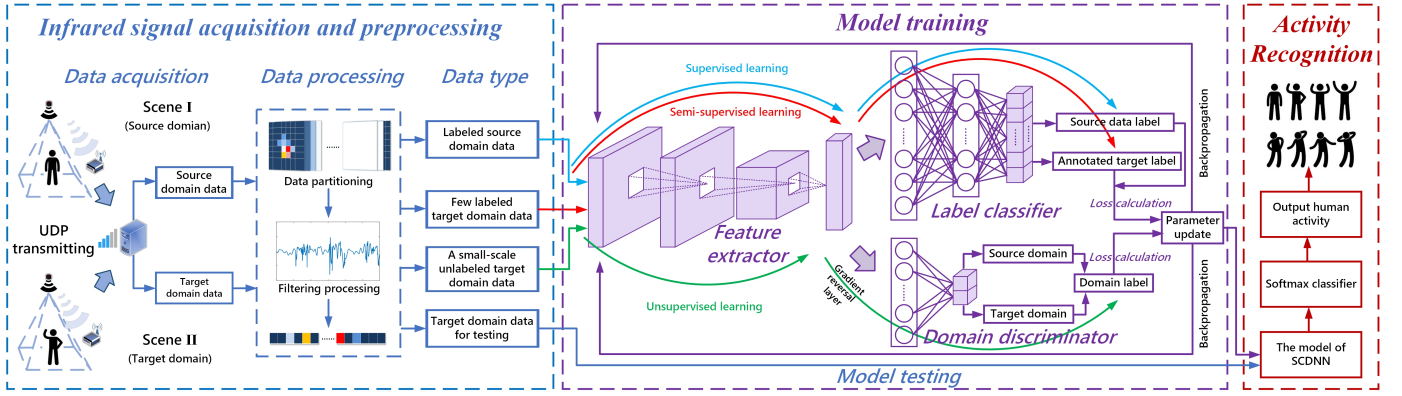 Infrared signal acquisition and preprocessing
Data acquisition
Data processing
Data type
Scene I
(Source domian)
UDP
transmitting
Scene II
(Target domain)
Source
domain data
Target
domain data
......
Data partitioning
Filtering processing
......
Labeled source
domain data
Few labeled
target domain data
A small-scale
unlabeled target
domain data
Target domain data
for testing
Model training
Supervised learning
Semi-supervised learning
Unsupervised learning
Feature
extractor
Gradient
reversal
layer
Label classifier
Source data label
Annotated target label
Loss calculation
Backpropagation
Parameter
update
Source domain
Target domain
Loss calculation
Domain label
Backpropagation
Domain discriminator
Model testing
Activity
Recognition
Output human
activity
Softmax classifier
The model of
SCDNN